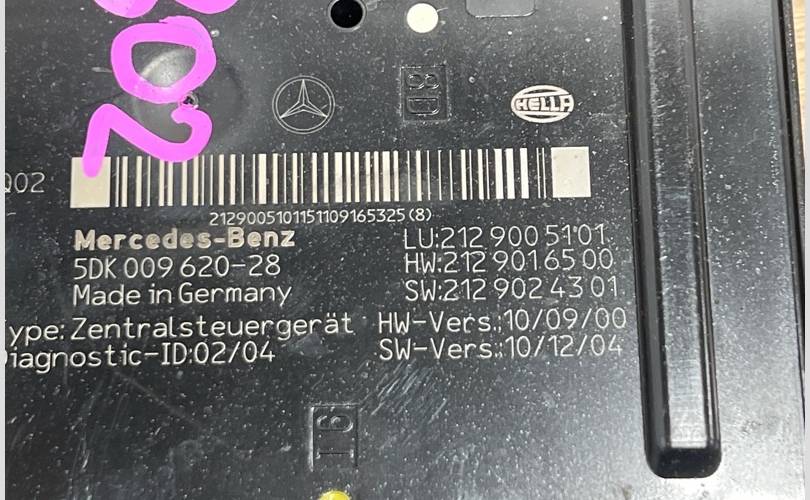 302
8D
HELLA
Q02
2129005101151109165325(8)
Mercedes-Benz
LU:212 900 51 01
5DK 009 620-28
HW:212 901 65 00
Made in Germany
SW:212 902 43 01
ype: Zentralsteuergerät
HW-Vers.:10/09/00
iagnostic-ID:02/04
SW-Vers.:10/12/04